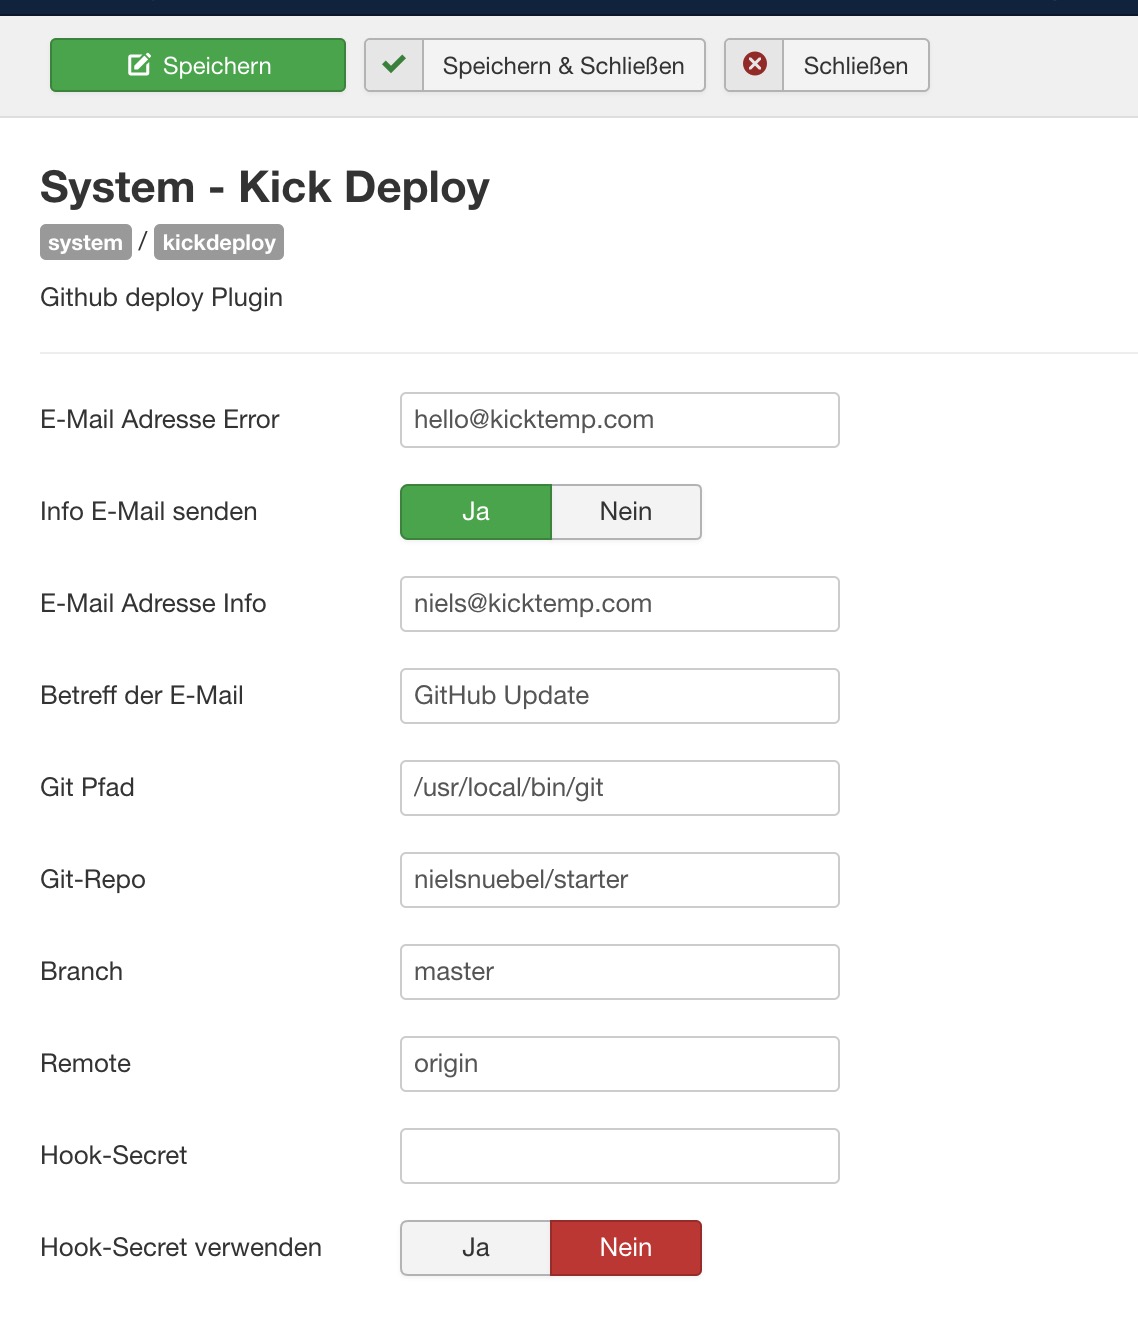 Speichern Speichern & Schließen Schließen
System - Kick Deploy
system / kickdeploy
Github deploy Plugin
E-Mail Adresse Error hello@kicktemp.com
Info E-Mail senden Ja Nein
E-Mail Adresse Info niels@kicktemp.com
Betreff der E-Mail GitHub Update
Git Pfad /usr/local/bin/git
Git-Repo nielsnuebel/starter
Branch master
Remote origin
Hook-Secret
Hook-Secret verwenden Ja Nein